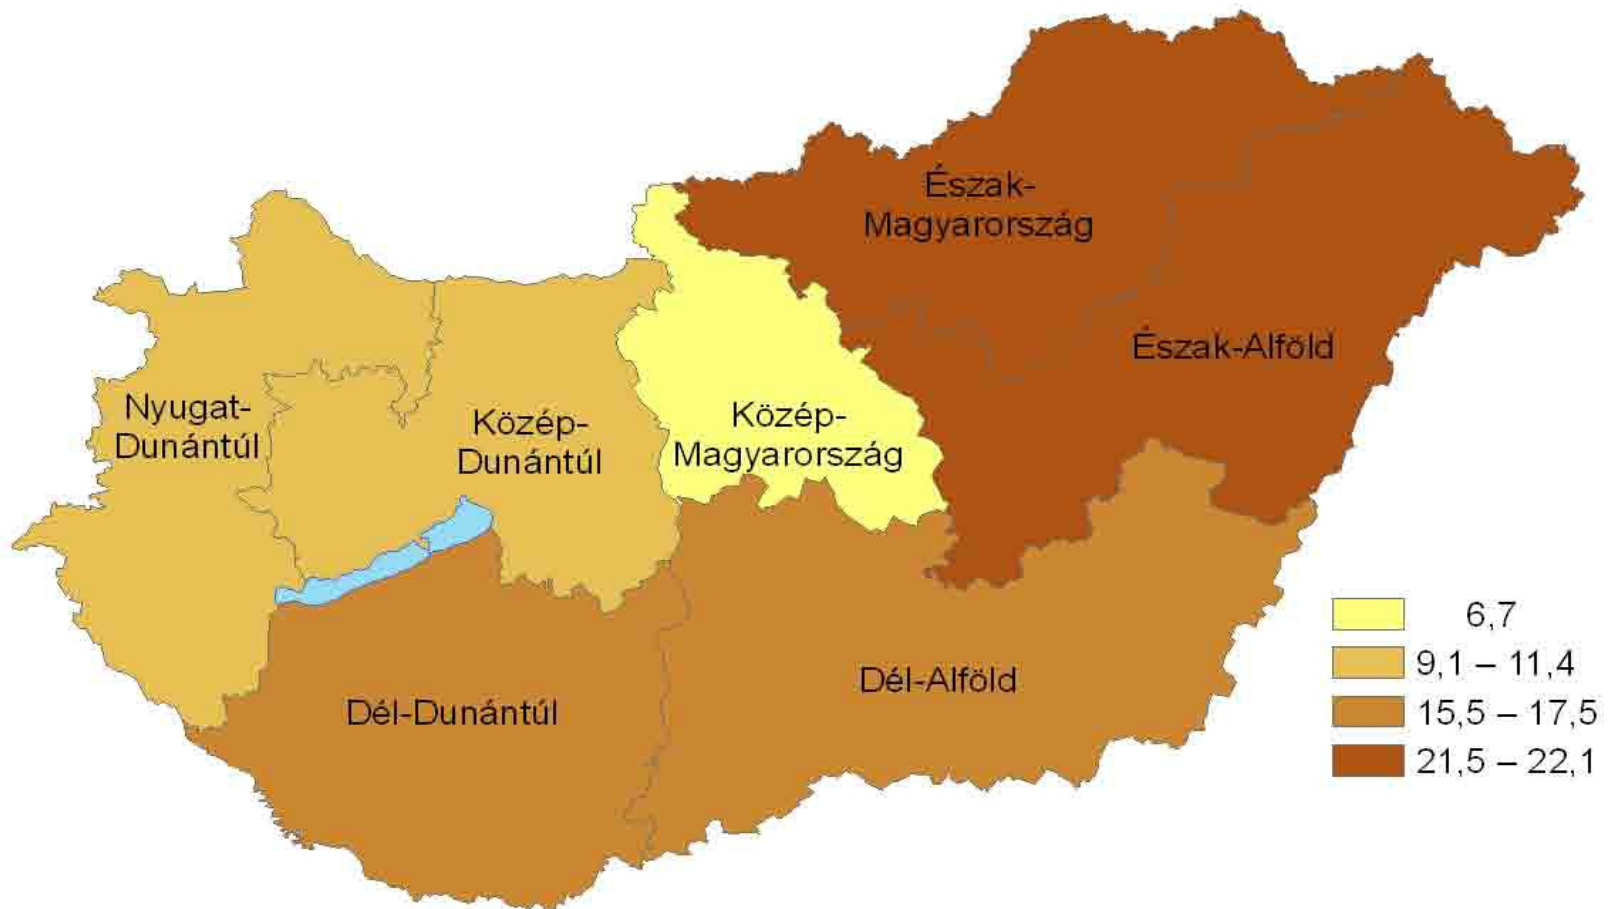 Észak-
Magyarország
Észak-Alföld
Nyugat-
Dunántúl
Közép-
Dunántúl
Közép-
Magyarország
Dél-Dunántúl
Dél-Alföld
6,7
9,1 – 11,4
15,5 – 17,5
21,5 – 22,1